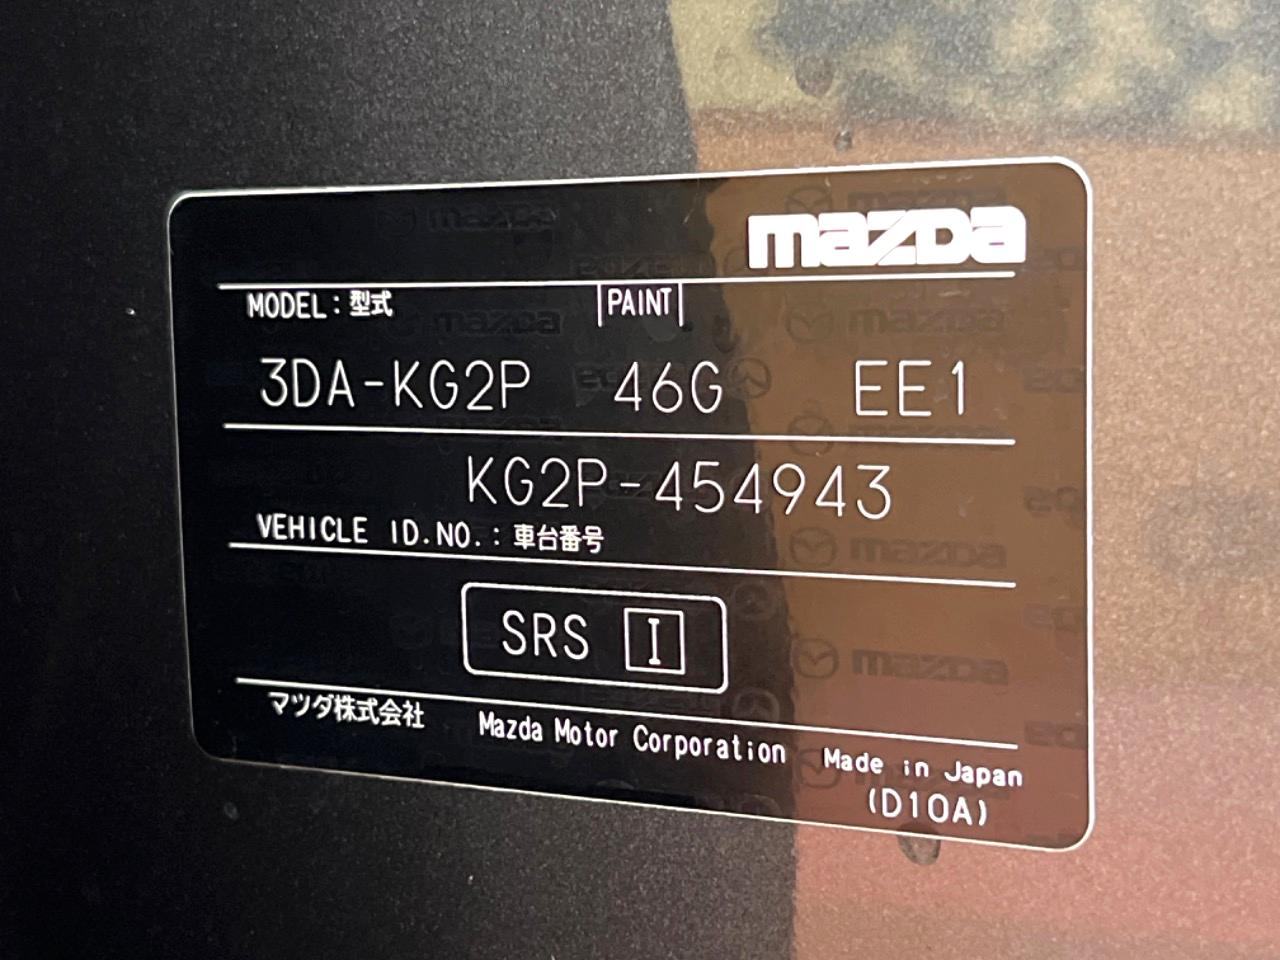 mazda
MODEL:型式 PAINT
3DA-KG2P 46G EE1
KG2P-454943
VEHICLE ID.NO.:車台番号
SRS I
マツダ株式会社 Mazda Motor Corporation Made in Japan
(D10A)